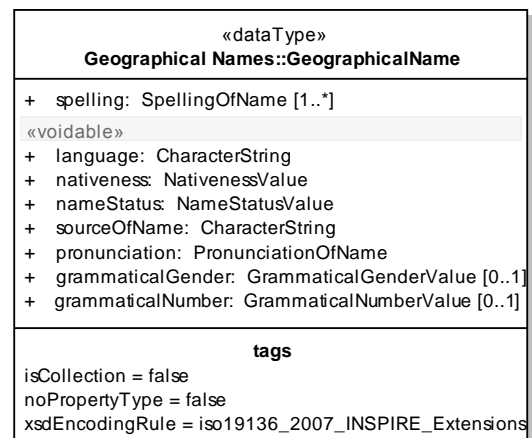 «dataType»
Geographical Names::GeographicalName
+ spelling: SpellingOfName [1..*]
«voidable»
+ language: CharacterString
+ nativeness: NativenessValue
+ nameStatus: NameStatusValue
+ sourceOfName: CharacterString
+ pronunciation: PronunciationOfName
+ grammaticalGender: GrammaticalGenderValue [0..1]
+ grammaticalNumber: GrammaticalNumberValue [0..1]
tags
isCollection = false
noPropertyType = false
xsdEncodingRule = iso19136_2007_INSPIRE_Extensions